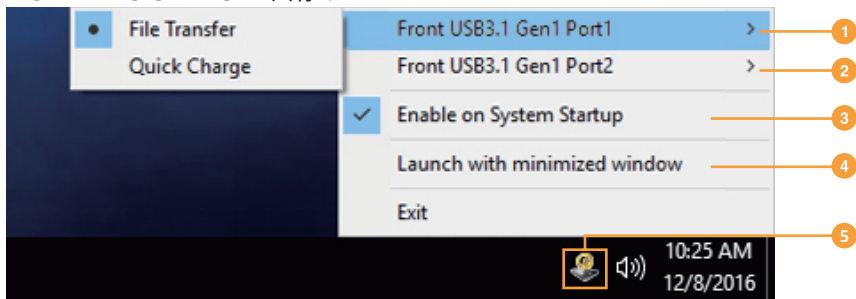 File Transfer
Quick Charge
Front USB3.1 Gen1 Port1
Front USB3.1 Gen1 Port2
Enable on System Startup
Launch with minimized window
Exit
1
2
3
4
5
10:25 AM
12/8/2016